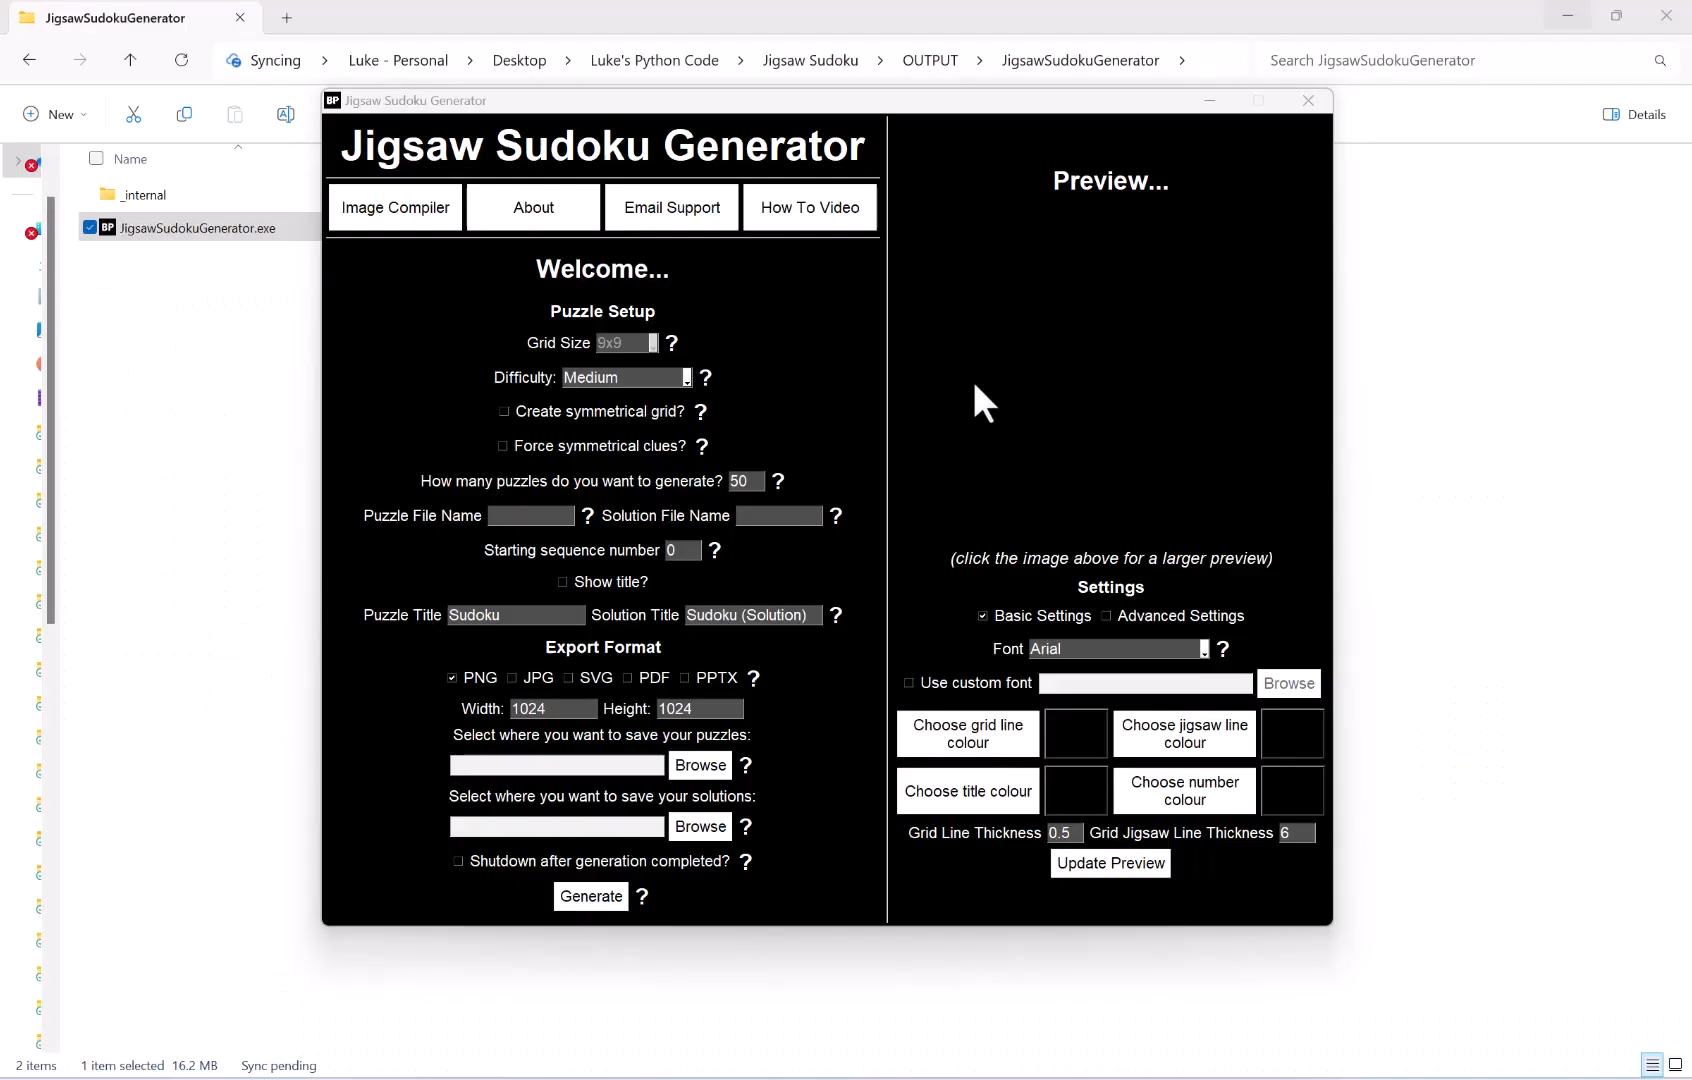 JigsawSudokuGenerator
Syncing > Luke - Personal > Desktop > Luke's Python Code > Jigsaw Sudoku > OUTPUT > JigsawSudokuGenerator >
Search JigsawSudokuGenerator
New
Details
Name
_internal
BP JigsawSudokuGenerator.exe
BP Jigsaw Sudoku Generator
Jigsaw Sudoku Generator
Image Compiler
About
Email Support
How To Video
Welcome...
Puzzle Setup
Grid Size 9x9 ?
Difficulty: Medium ?
Create symmetrical grid? ?
Force symmetrical clues? ?
How many puzzles do you want to generate? 50 ?
Puzzle File Name ? Solution File Name ?
Starting sequence number 0 ?
Show title?
Puzzle Title Sudoku Solution Title Sudoku (Solution) ?
Export Format
PNG JPG SVG PDF PPTX ?
Width: 1024 Height: 1024
Select where you want to save your puzzles:
Browse ?
Select where you want to save your solutions:
Browse ?
Shutdown after generation completed? ?
Generate ?
Preview...
(click the image above for a larger preview)
Settings
Basic Settings Advanced Settings
Font Arial ?
Use custom font Browse
Choose grid line
colour
Choose jigsaw line
colour
Choose title colour
Choose number
colour
Grid Line Thickness 0.5 Grid Jigsaw Line Thickness 6
Update Preview
2 items 1 item selected 16.2 MB Sync pending